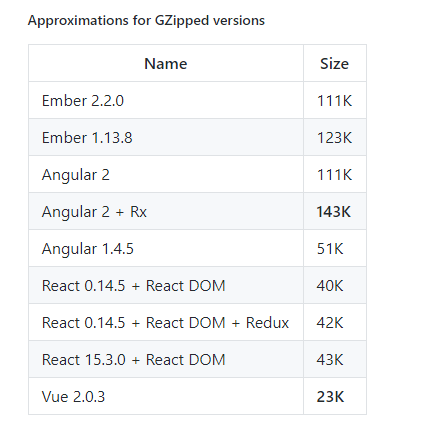 Approximations for GZipped versions
Name Size
Ember 2.2.0 111K
Ember 1.13.8 123K
Angular 2 111K
Angular 2 + Rx 143K
Angular 1.4.5 51K
React 0.14.5 + React DOM 40K
React 0.14.5 + React DOM + Redux 42K
React 15.3.0 + React DOM 43K
Vue 2.0.3 23K